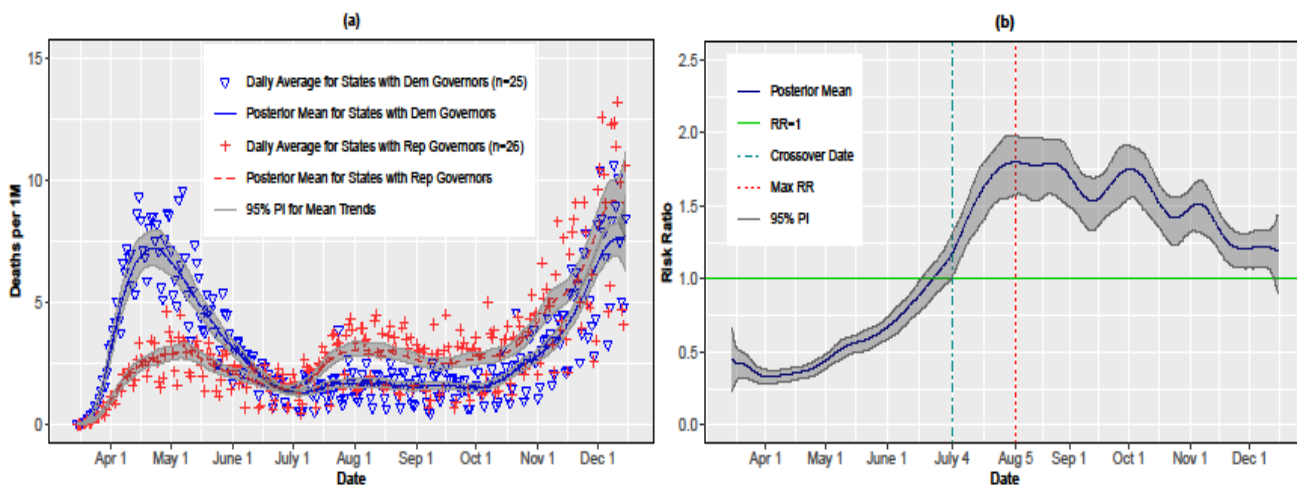 (a)
Deaths per 1M
15
10
5
0
Daily Average for States with Dem Governors (n=25)
Posterior Mean for States with Dem Governors
Daily Average for States with Rep Governors (n=26)
Posterior Mean for States with Rep Governors
95% PI for Mean Trends
Apr 1 May 1 June 1 July 1 Aug 1 Sep 1 Oct 1 Nov 1 Dec 1
Date
(b)
Risk Ratio
2.5
2.0
1.5
1.0
0.5
0.0
Posterior Mean
RR=1
Crossover Date
Max RR
95% PI
Apr 1 May 1 June 1 July 4 Aug 5 Sep 1 Oct 1 Nov 1 Dec 1
Date